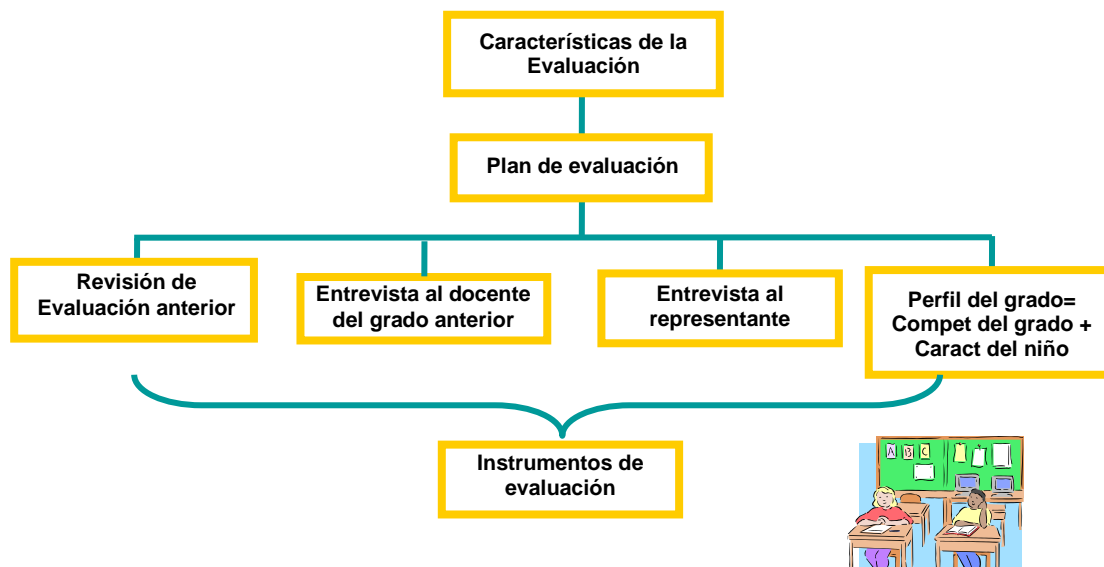 Características de la
Evaluación
Plan de evaluación
Revisión de
Evaluación anterior
Entrevista al docente
del grado anterior
Entrevista al
representante
Perfil del grado=
Compet del grado +
Caract del niño
Instrumentos de
evaluación
A B C